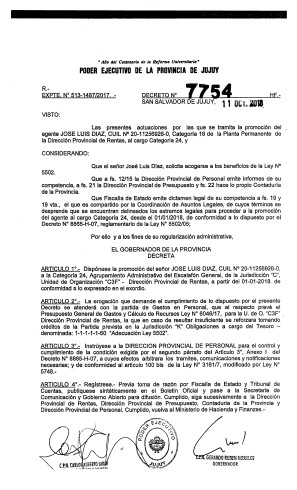 "Año del Centenario de la Reforma Universitaria"
PODER EJECUTIVO DE LA PROVINCIA DE JUJUY
R.-
EXPTE. N° 513-1487/2017.- DECRETO N° 7754 HF.-
SAN SALVADOR DE JUJUY, 11 OCT. 2018
VISTO:
Las presentes actuaciones por las que se tramita la promoción del
agente JOSE LUIS DIAZ, CUIL N° 20-11256926-0, Categoría 18 de la Planta Permanente de
la Dirección Provincial de Rentas, al cargo Categoría 24, y
CONSIDERANDO:
Que el señor José Luis Díaz, solicita acogerse a los beneficios de la Ley N°
5502.
Que a fs. 12/15 la Dirección Provincial de Personal emite informes de su
competencia, a fs. 21 la Dirección Provincial de Presupuesto y fs. 22 hace lo propio Contaduría
de la Provincia.
Que Fiscalía de Estado emite dictamen legal de su competencia a fs. 19 y
19 vta., el que es compartido por la Coordinación de Asuntos Legales, de cuyos términos se
desprende que se encuentran delineados los extremos legales para proceder a la promoción
del agente al cargo Categoría 24, desde el 01/01/2018, de conformidad a lo dispuesto por el
Decreto N° 8865-H-07, reglamentario de la Ley N° 5502/05;
Por ello y a los fines de su regularización administrativa,
EL GOBERNADOR DE LA PROVINCIA
DECRETA
ARTICULO 1°.- Dispónese la promoción del señor JOSE LUIS DIAZ, CUIL N° 20-11256926-0,
a la Categoría 24, Agrupamiento Administrativo del Escalafón General, de la Jurisdicción "C",
Unidad de Organización "C3F" - Dirección Provincial de Rentas, a partir del 01-01-2018, de
conformidad a lo expresado en el exordio.
ARTICULO 2°.- La erogación que demande el cumplimiento de lo dispuesto por el presente
Decreto se atenderá con la partida de Gastos en Personal, que al respecto prevé el
Presupuesto General de Gastos y Cálculo de Recursos Ley N° 6046/17, para la U. de O. "C3F"
Dirección Provincial de Rentas, la que en caso de resultar insuficiente se reforzará tomando
créditos de la Partida prevista en la Jurisdicción "K" Obligaciones a cargo del Tesoro –
denominada: 1-1-1-1-1-60 "Adecuación Ley 5502".
ARTICULO 3°.- Instrúyese a la DIRECCION PROVINCIAL DE PERSONAL para el control y
cumplimiento de la condición exigida por el segundo párrafo del Artículo 3°, Anexo I del
Decreto N° 8865-H-07, a cuyos efectos arbitrará los tramites, comunicaciones y notificaciones
necesarias; y de conformidad al artículo 100 bis de la Ley N° 3161/7, modificado por Ley N°
5748.-
ARTICULO 4°.- Regístrese.- Previa toma de razón por Fiscalía de Estado y Tribunal de
Cuentas, publíquese sintéticamente en el Boletín Oficial y pase a la Secretaría de
Comunicación y Gobierno Abierto para difusión. Cumplido, siga sucesivamente a la Dirección
Provincial de Rentas, Dirección Provincial de Presupuesto, Contaduría de la Provincia y
Dirección Provincial de Personal. Cumplido, vuelva al Ministerio de Hacienda y Finanzas.-
PODER EJECUTIVO
JUJUY
C.P.N. CARLOS ALBERTO SADIR
C.P.N. GERARDO RUBEN MORALES
GOBERNADOR